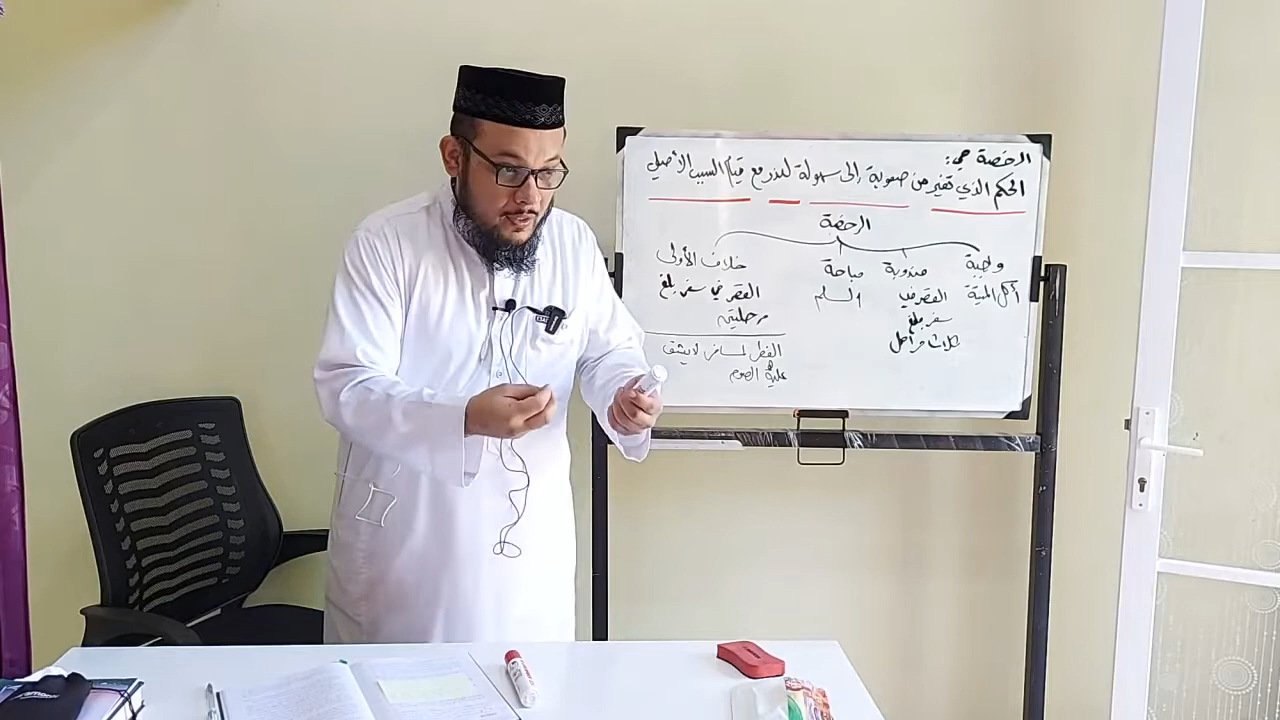 الرخصة هي:
الحكم الذي تغير من صعوبة إلى سهولة لعذر مع قيام السبب الأصلي
الرخصة
واجبة
أكل الميتة
مندوبة
القصر في
سفر بلغ
ثلاث مراحل
مباحة
السلم
خلاف الأولى
القصر في سفر بلغ
مرحلتين
الفطر لمسافر لا يشق
عليه الصوم